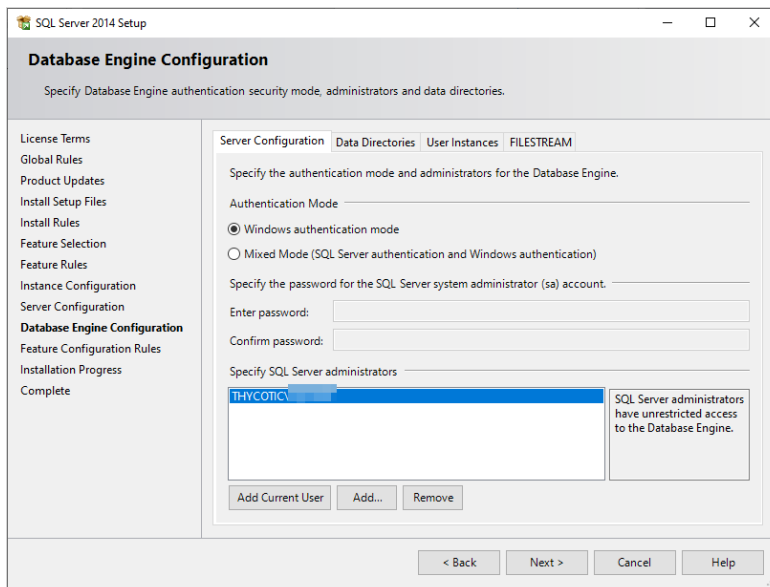 SQL Server 2014 Setup
Database Engine Configuration
Specify Database Engine authentication security mode, administrators and data directories.
License Terms
Global Rules
Product Updates
Install Setup Files
Install Rules
Feature Selection
Feature Rules
Instance Configuration
Server Configuration
Database Engine Configuration
Feature Configuration Rules
Installation Progress
Complete
Server Configuration Data Directories User Instances FILESTREAM
Specify the authentication mode and administrators for the Database Engine.
Authentication Mode
Windows authentication mode
Mixed Mode (SQL Server authentication and Windows authentication)
Specify the password for the SQL Server system administrator (sa) account.
Enter password:
Confirm password:
Specify SQL Server administrators
THYCOTIC\
SQL Server administrators
have unrestricted access
to the Database Engine.
Add Current User Add... Remove
< Back Next > Cancel Help